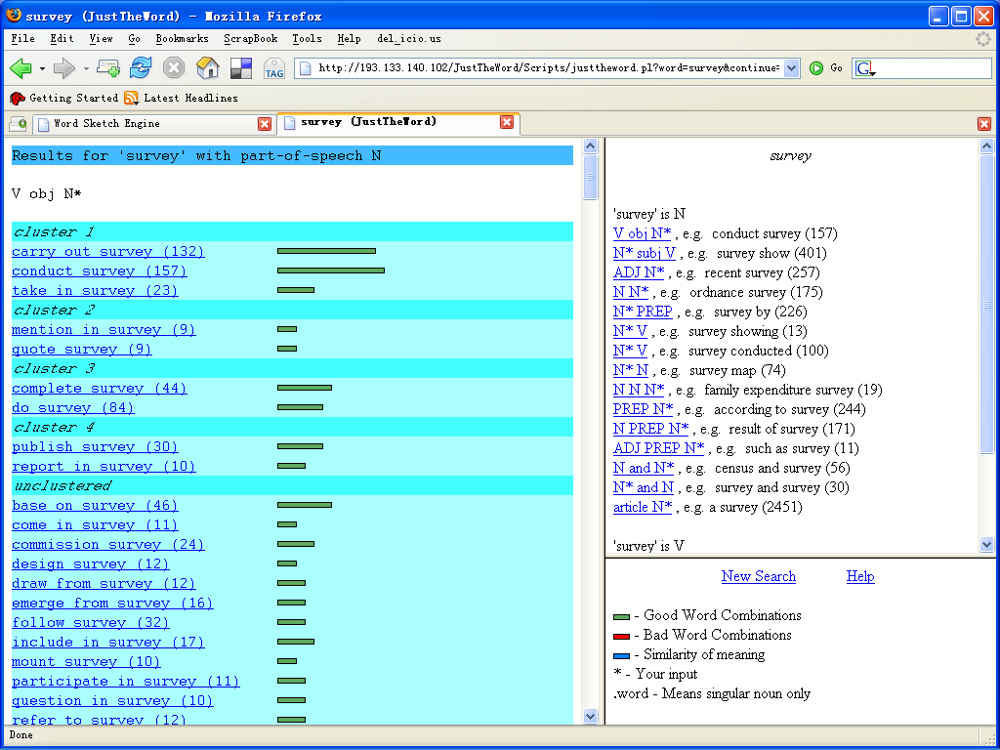 survey (JustTheWord) - Mozilla Firefox
File Edit View Go Bookmarks ScrapBook Tools Help del_icio.us
TAG http://193.133.140.102/JustTheWord/Scripts/justtheword.pl?word=survey&continue= Go G
Getting Started Latest Headlines
Word Sketch Engine survey (JustTheWord)
Results for 'survey' with part-of-speech N
V obj N*
cluster 1
carry out survey (132)
conduct survey (157)
take in survey (23)
cluster 2
mention in survey (9)
quote survey (9)
cluster 3
complete survey (44)
do survey (84)
cluster 4
publish survey (30)
report in survey (10)
unclustered
base on survey (46)
come in survey (11)
commission survey (24)
design survey (12)
draw from survey (12)
emerge from survey (16)
follow survey (32)
include in survey (17)
mount survey (10)
participate in survey (11)
question in survey (10)
refer to survey (12)
survey
'survey' is N
V obj N* , e.g. conduct survey (157)
N* subj V , e.g. survey show (401)
ADJ N* , e.g. recent survey (257)
N N* , e.g. ordnance survey (175)
N* PREP , e.g. survey by (226)
N* V , e.g. survey showing (13)
N* V , e.g. survey conducted (100)
N* N , e.g. survey map (74)
N N N* , e.g. family expenditure survey (19)
PREP N* , e.g. according to survey (244)
N PREP N* , e.g. result of survey (171)
ADJ PREP N* , e.g. such as survey (11)
N and N* , e.g. census and survey (56)
N* and N , e.g. survey and survey (30)
article N* , e.g. a survey (2451)
'survey' is V
New Search Help
- Good Word Combinations
- Bad Word Combinations
- Similarity of meaning
* - Your input
.word - Means singular noun only
Done